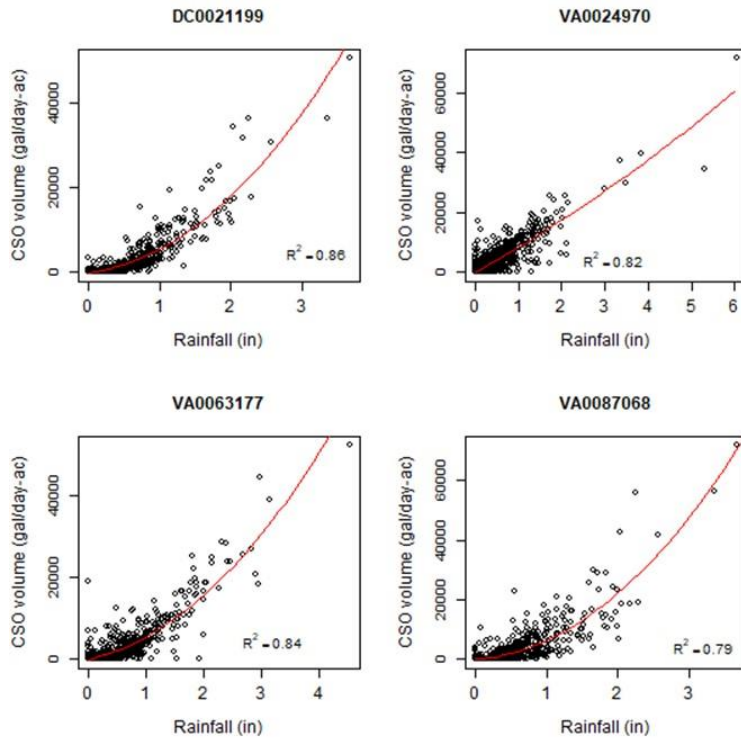 DC0021199
CSO volume (gal/day-ac)
40000
20000
0
R² = 0.86
0 1 2 3
Rainfall (in)
VA0024970
CSO volume (gal/day-ac)
60000
40000
20000
0
R² = 0.82
0 1 2 3 4 5 6
Rainfall (in)
VA0063177
CSO volume (gal/day-ac)
40000
20000
0
R² = 0.84
0 1 2 3 4
Rainfall (in)
VA0087068
CSO volume (gal/day-ac)
60000
40000
20000
0
R² = 0.79
0 1 2 3
Rainfall (in)